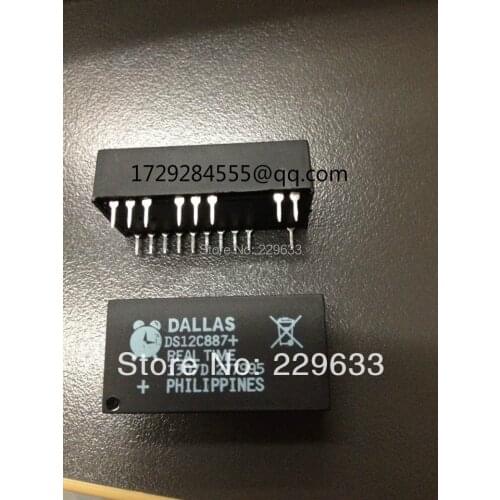 1729284555@qq.com
Store No: 229633
DALLAS
DS12C887+
REAL TIME
Store No: 229633
+ PHILIPPINES